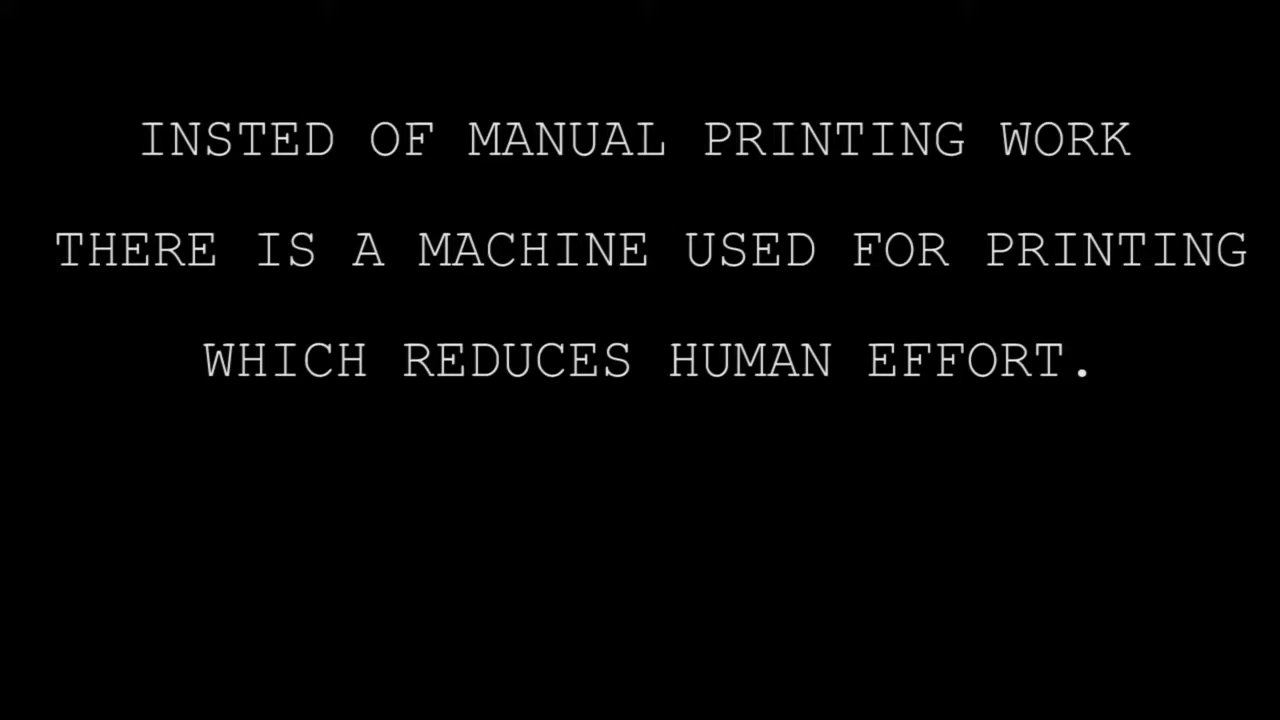 INSTED OF MANUAL PRINTING WORK
THERE IS A MACHINE USED FOR PRINTING
WHICH REDUCES HUMAN EFFORT.